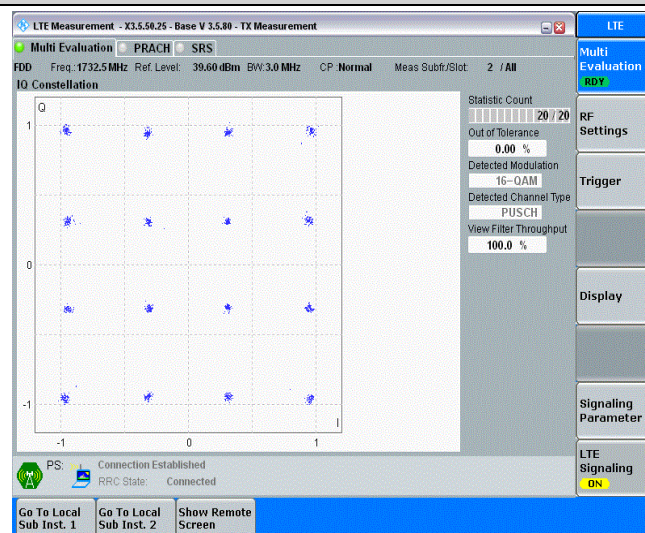 LTE Measurement - X3.5.50.25 - Base V 3.5.80 - TX Measurement
LTE
Multi Evaluation PRACH SRS
FDD Freq.:1732.5 MHz Ref. Level: 39.60 dBm BW:3.0 MHz CP :Normal Meas Subfr./Slot: 2 / All
IQ Constellation
Q
1
0
-1
-1 0 1
I
Statistic Count
20 / 20
Out of Tolerance
0.00 %
Detected Modulation
16-QAM
Detected Channel Type
PUSCH
View Filter Throughput
100.0 %
Multi
Evaluation
RDY
RF
Settings
Trigger
Display
Signaling
Parameter
LTE
Signaling
ON
PS: Connection Established
RRC State: Connected
Go To Local
Sub Inst. 1
Go To Local
Sub Inst. 2
Show Remote
Screen